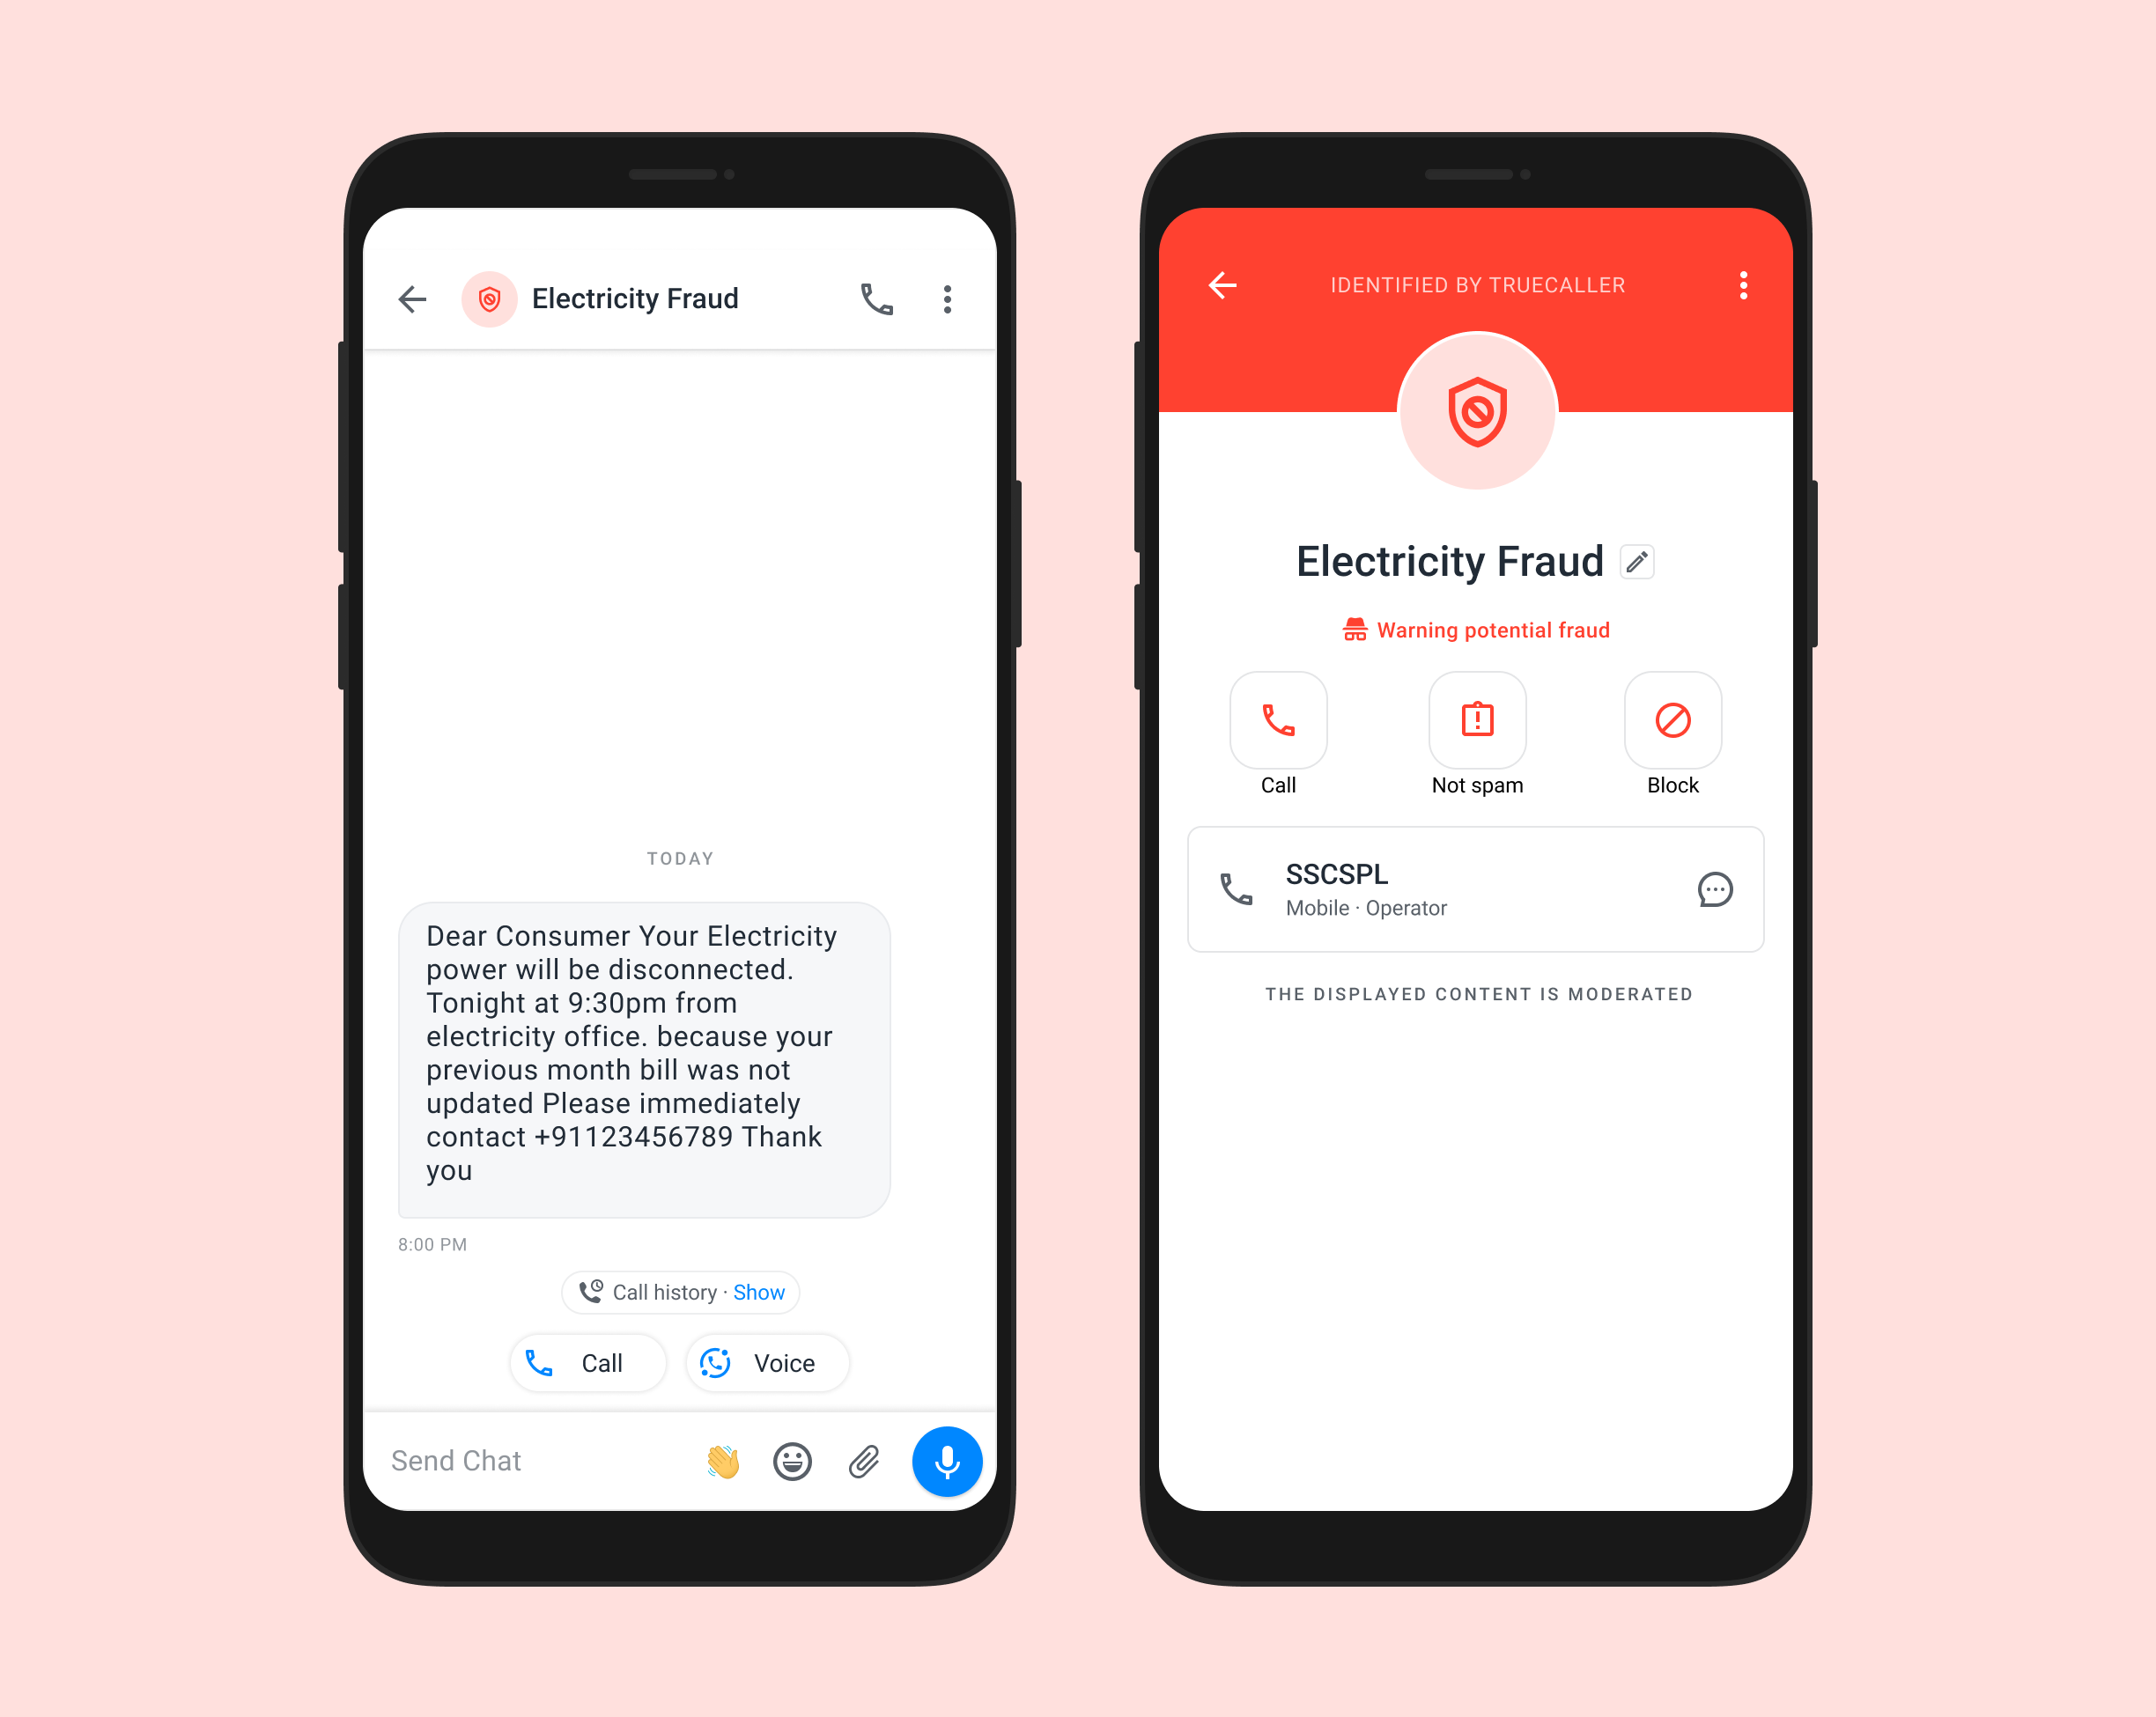 Electricity Fraud
TODAY
Dear Consumer Your Electricity
power will be disconnected.
Tonight at 9:30pm from
electricity office. because your
previous month bill was not
updated Please immediately
contact +91123456789 Thank
you
8:00 PM
Call history · Show
Call
Voice
Send Chat
IDENTIFIED BY TRUECALLER
Electricity Fraud
Warning potential fraud
Call
Not spam
Block
SSCSPL
Mobile · Operator
THE DISPLAYED CONTENT IS MODERATED